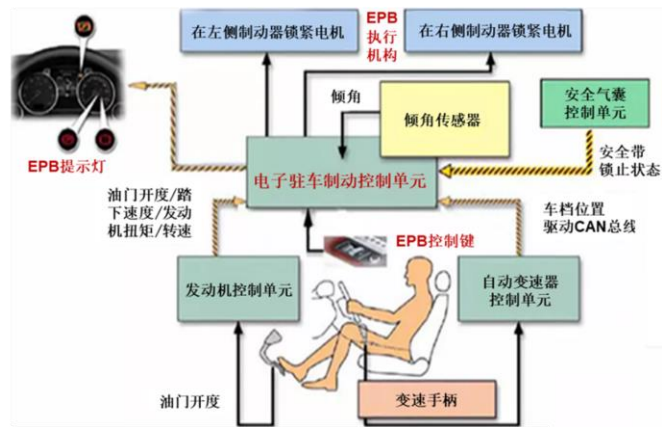 在左侧制动器锁紧电机
EPB
执行
机构
在右侧制动器锁紧电机
倾角
倾角传感器
安全气囊
控制单元
EPB提示灯
电子驻车制动控制单元
安全带
锁止状态
油门开度/踏
下速度/发动
机扭矩/转速
车档位置
驱动CAN总线
EPB控制键
发动机控制单元
自动变速器
控制单元
油门开度
变速手柄